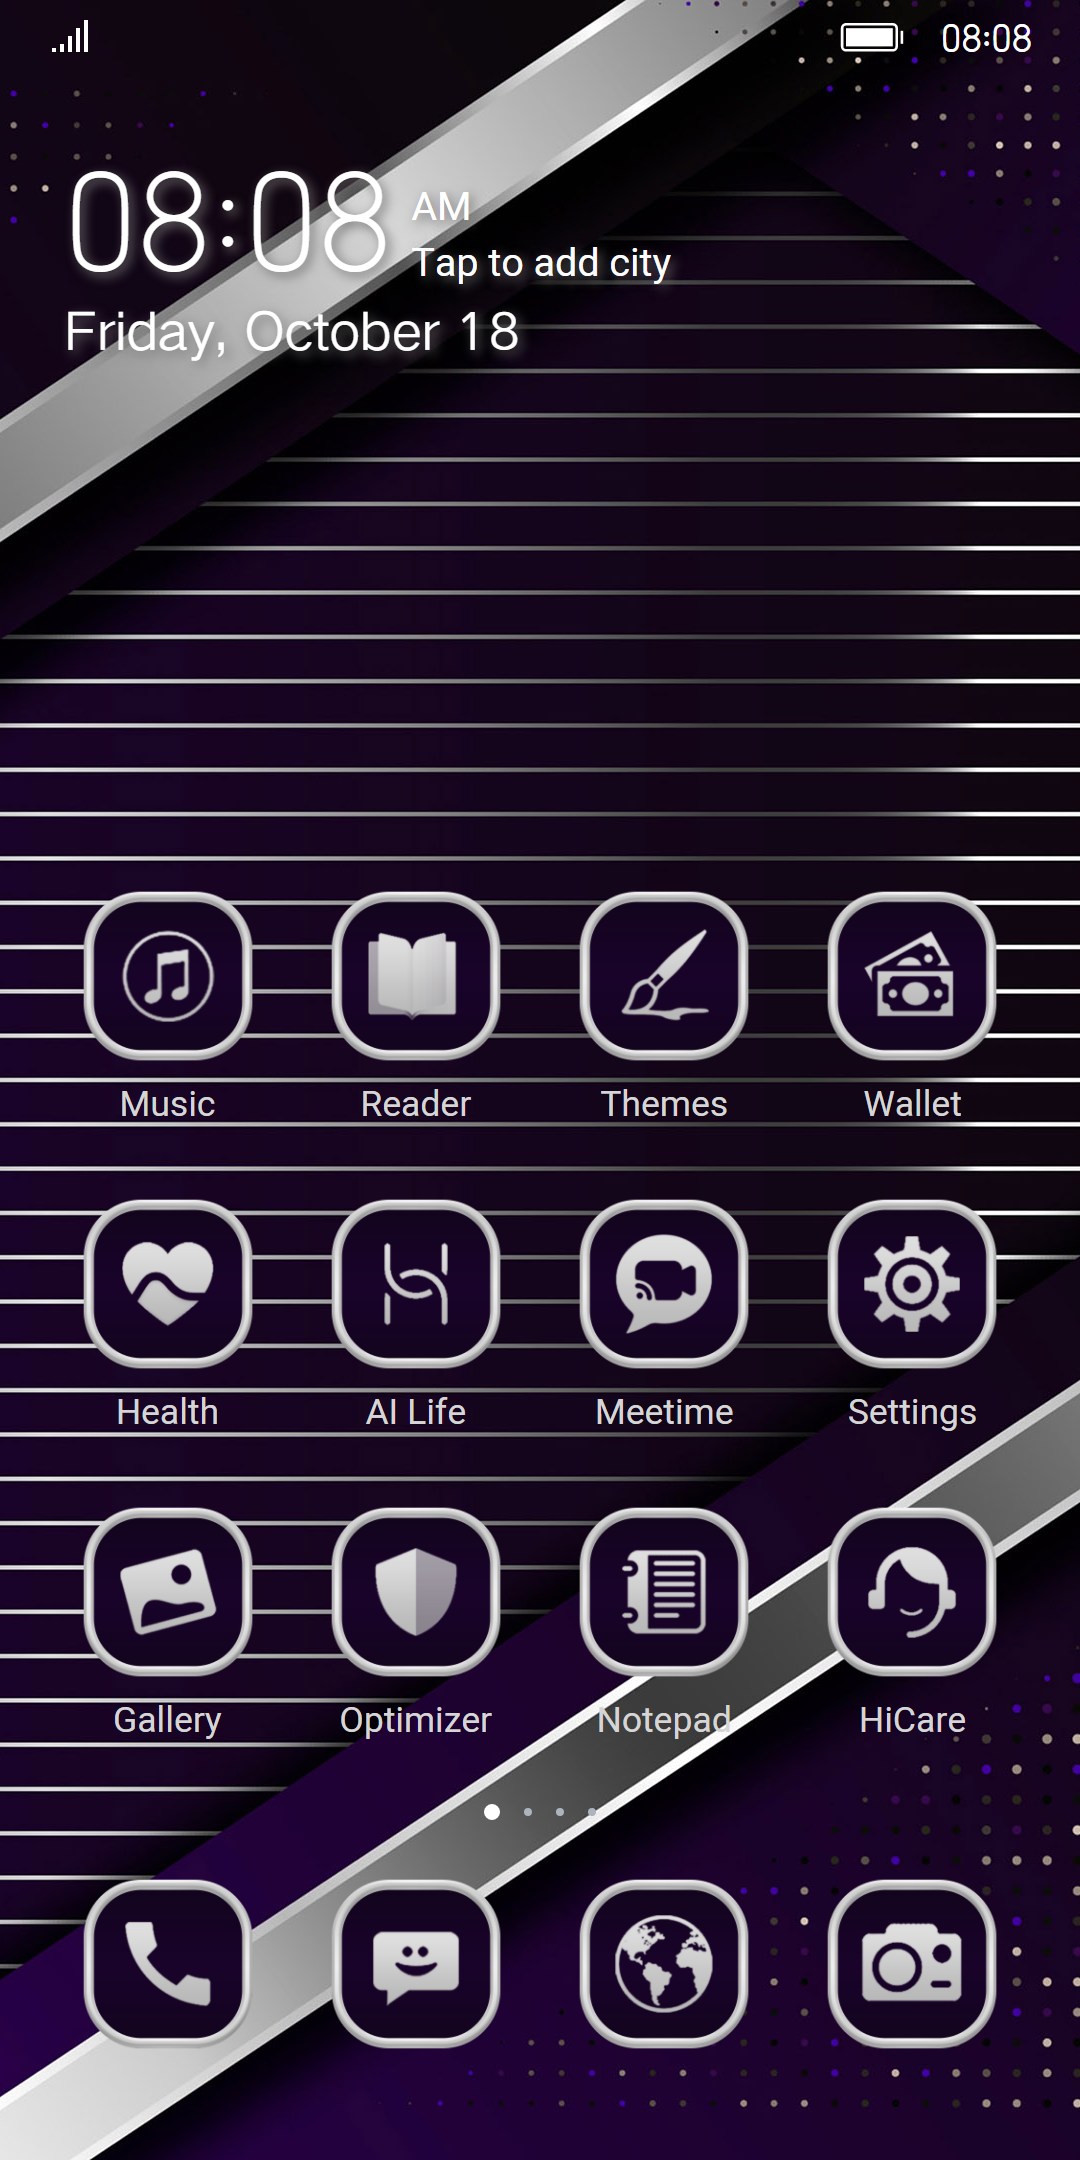 08:08
08:08 AM
Tap to add city
Friday, October 18
Music Reader Themes Wallet
Health AI Life Meetime Settings
Gallery Optimizer Notepad HiCare